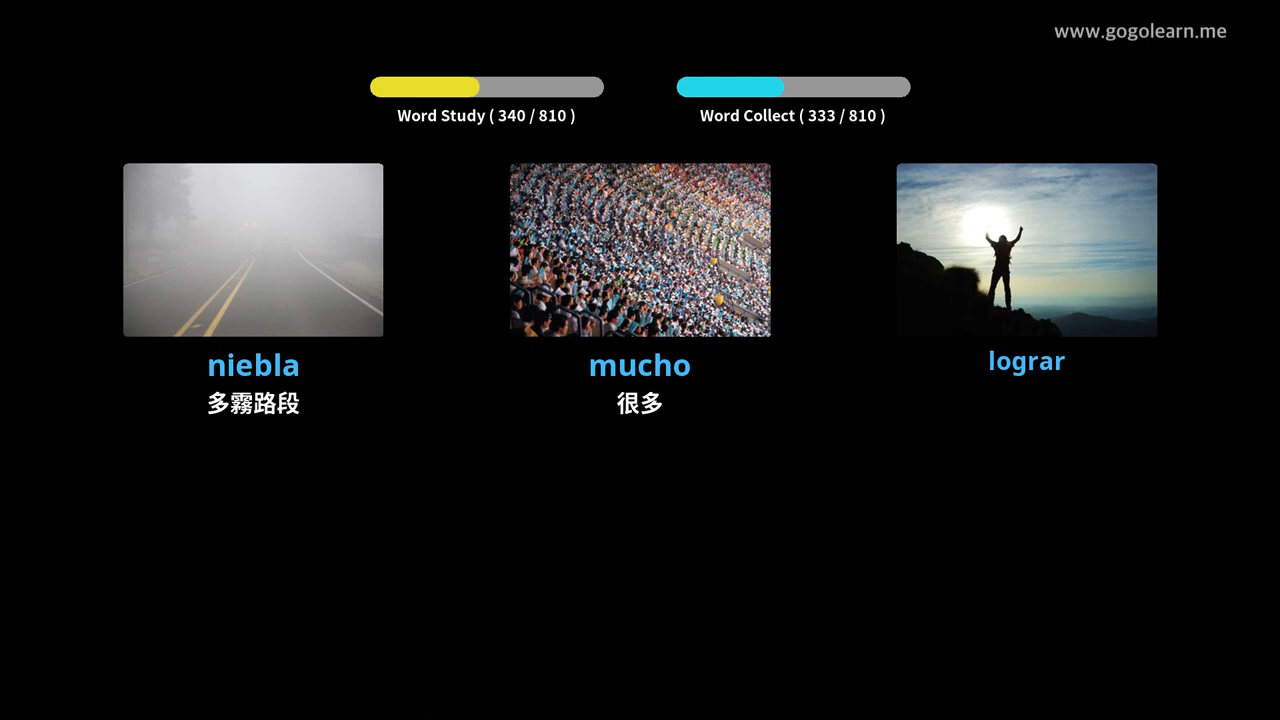 www.gogolearn.me
Word Study ( 340 / 810 )
Word Collect ( 333 / 810 )
niebla
多霧路段
mucho
很多
lograr